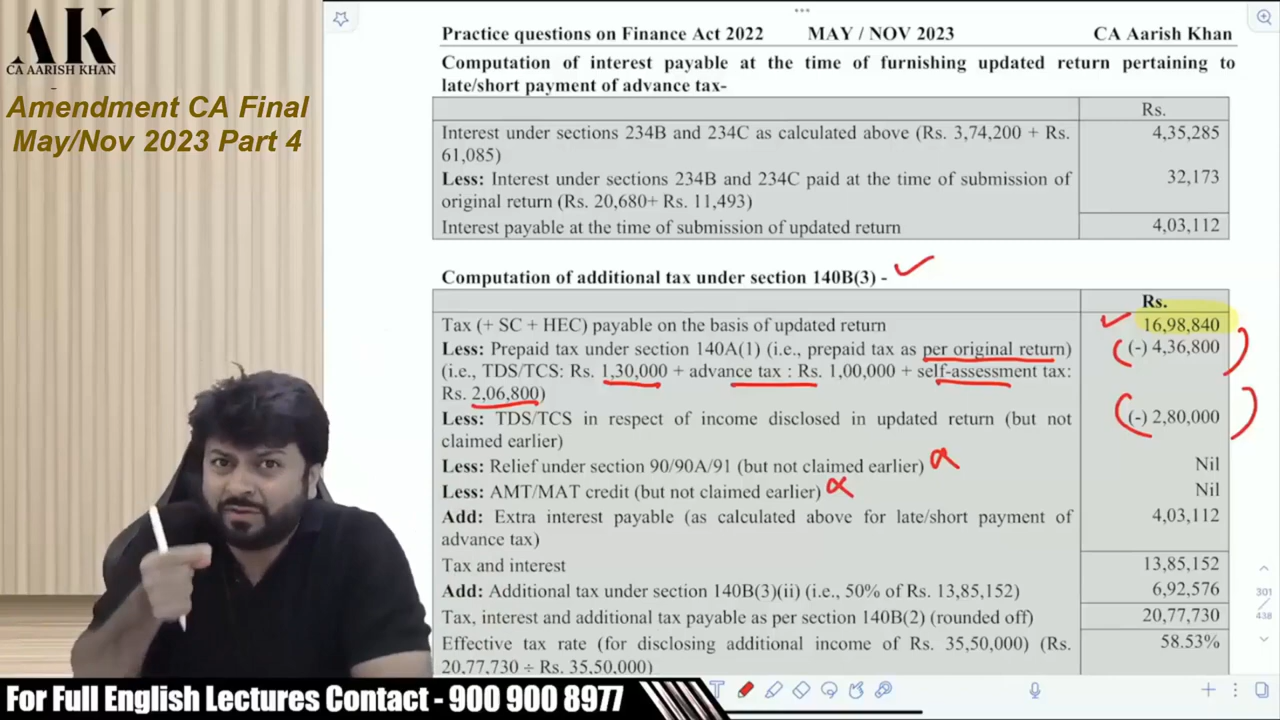 AK
CA AARISH KHAN
Amendment CA Final
May/Nov 2023 Part 4
Practice questions on Finance Act 2022 MAY / NOV 2023 CA Aarish Khan
Computation of interest payable at the time of furnishing updated return pertaining to
late/short payment of advance tax-
Rs.
Interest under sections 234B and 234C as calculated above (Rs. 3,74,200 + Rs. 4,35,285
61,085)
Less: Interest under sections 234B and 234C paid at the time of submission of 32,173
original return (Rs. 20,680+ Rs. 11,493)
Interest payable at the time of submission of updated return 4,03,112
Computation of additional tax under section 140B(3) -
Rs.
Tax (+ SC + HEC) payable on the basis of updated return 16,98,840
Less: Prepaid tax under section 140A(1) (i.e., prepaid tax as per original return) (-) 4,36,800
(i.e., TDS/TCS: Rs. 1,30,000 + advance tax : Rs. 1,00,000 + self-assessment tax:
Rs. 2,06,800)
Less: TDS/TCS in respect of income disclosed in updated return (but not (-) 2,80,000
claimed earlier)
Less: Relief under section 90/90A/91 (but not claimed earlier) Nil
Less: AMT/MAT credit (but not claimed earlier) Nil
Add: Extra interest payable (as calculated above for late/short payment of 4,03,112
advance tax)
Tax and interest 13,85,152
Add: Additional tax under section 140B(3)(ii) (i.e., 50% of Rs. 13,85,152) 6,92,576
Tax, interest and additional tax payable as per section 140B(2) (rounded off) 20,77,730
Effective tax rate (for disclosing additional income of Rs. 35,50,000) (Rs. 58.53%
20,77,730 ÷ Rs. 35,50,000)
301
438
For Full English Lectures Contact - 900 900 8977